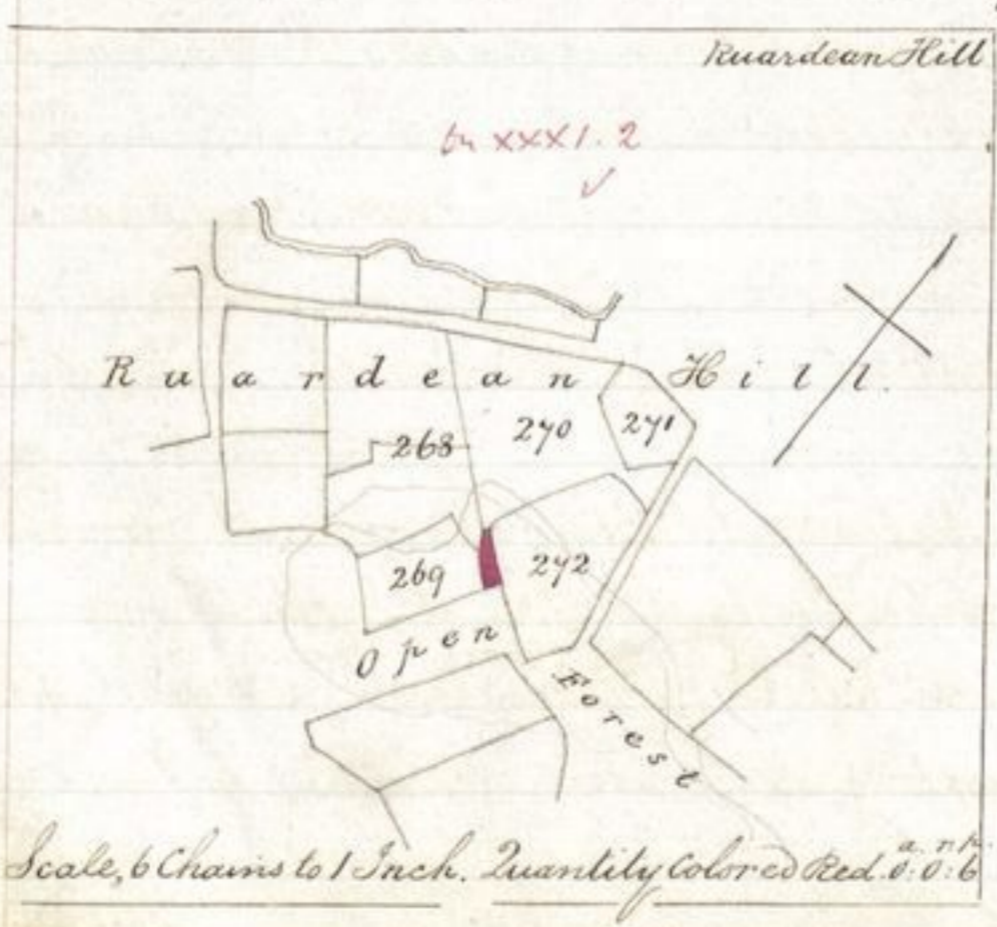 Ruardean Hill
on XXXI. 2
Ruardean Hill.
268
270
271
269
272
Open
Forest
a. r. p.
Scale, 6 Chains to 1 Inch. Quantity Colored Red. 0: 0: 6